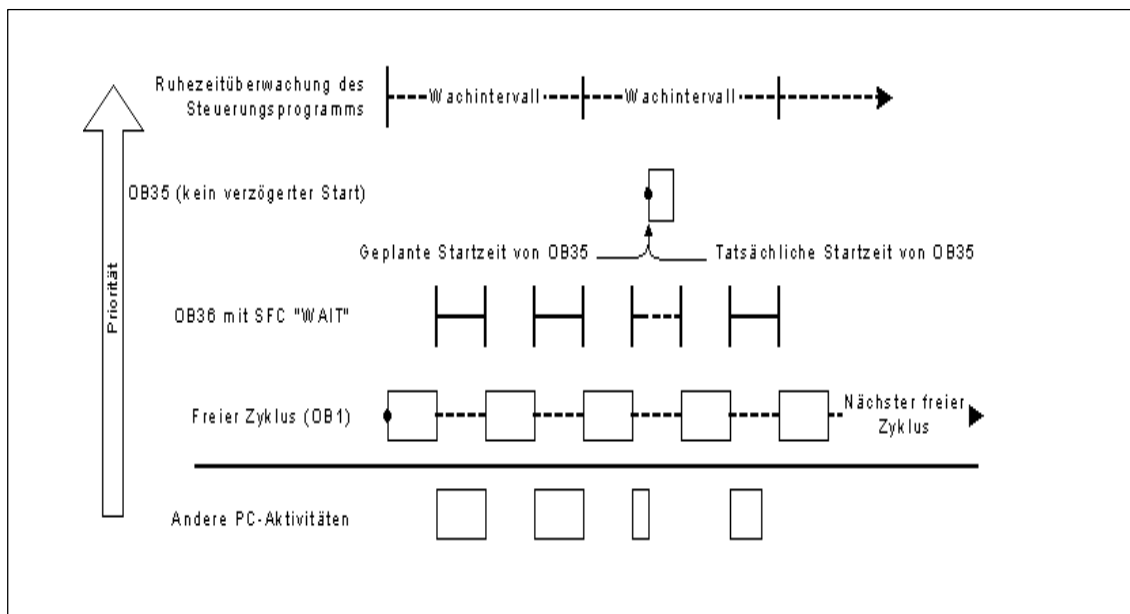 Ruhezeitüberwachung des
Steuerungsprogramms
Wachintervall
Wachintervall
OB35 (kein verzögerter Start)
Geplante Startzeit von OB35
Tatsächliche Startzeit von OB35
Priorität
OB36 mit SFC "WAIT"
Freier Zyklus (OB1)
Nächster freier
Zyklus
Andere PC-Aktivitäten